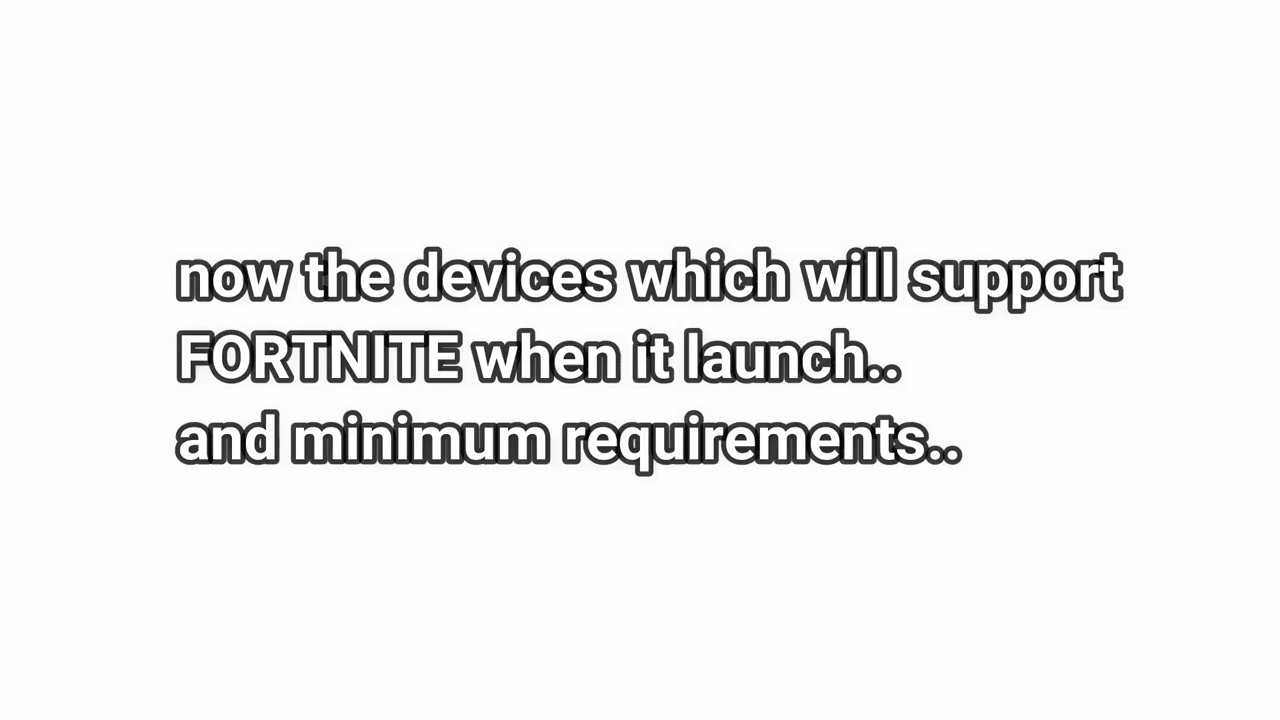 now the devices which will support
FORTNITE when it launch..
and minimum requirements..